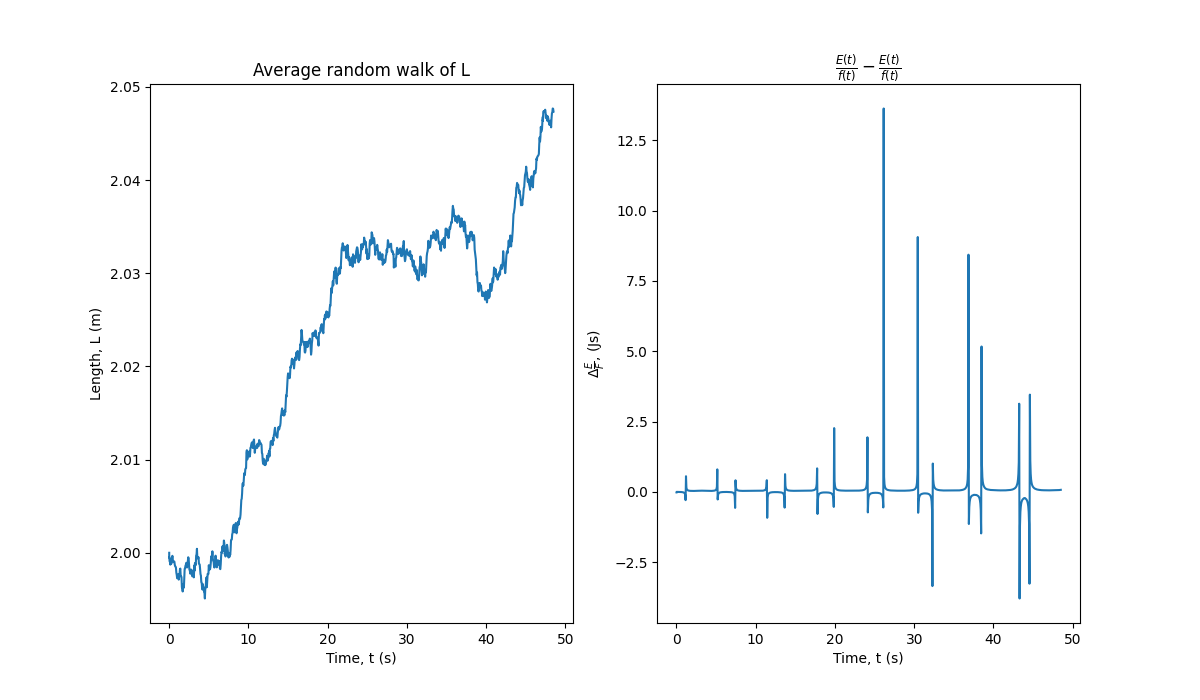 Average random walk of L
2.05
2.04
2.03
2.02
2.01
2.00
Length, L (m)
0 10 20 30 40 50
Time, t (s)
E(t)/f(t) − E(t)/f(t)
12.5
10.0
7.5
5.0
2.5
0.0
−2.5
Δ E/F, (Js)
0 10 20 30 40 50
Time, t (s)